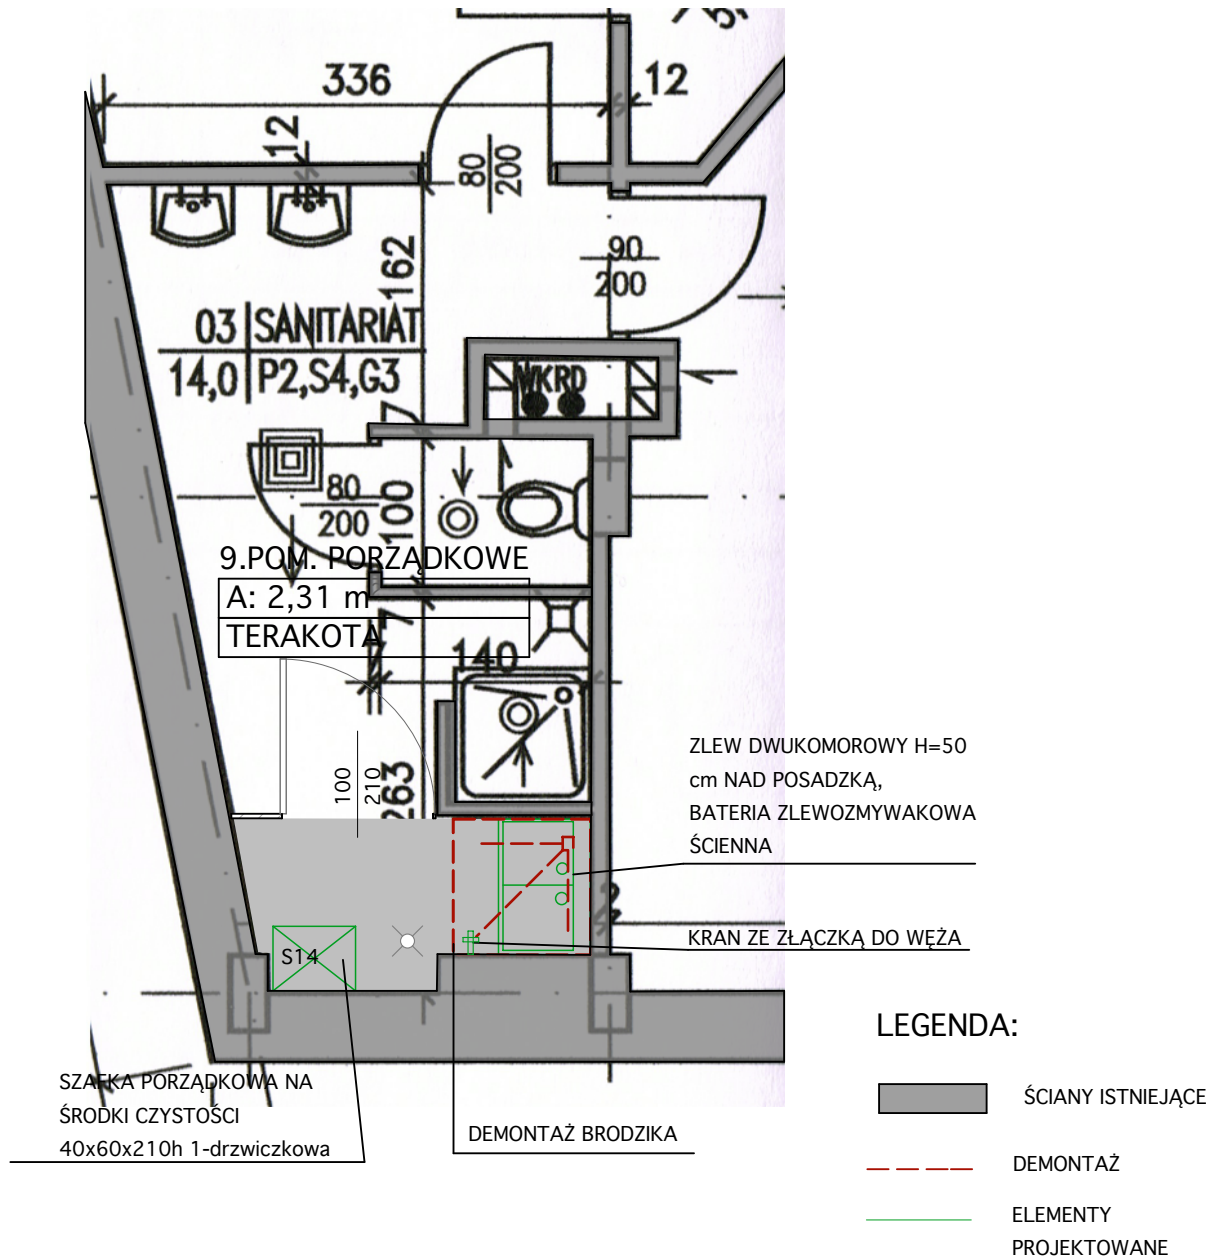 336
12
12
80
200
162
90
200
03 SANITARIAT
14,0 P2,S4,G3
WKRD
7
80
200
100
9.POM. PORZĄDKOWE
A: 2,31 m
TERAKOTA
7
140
100
210
263
ZLEW DWUKOMOROWY H=50
cm NAD POSADZKĄ,
BATERIA ZLEWOZMYWAKOWA
ŚCIENNA
KRAN ZE ZŁĄCZKĄ DO WĘŻA
S14
LEGENDA:
SZAFKA PORZĄDKOWA NA
ŚRODKI CZYSTOŚCI
40x60x210h 1-drzwiczkowa
DEMONTAŻ BRODZIKA
ŚCIANY ISTNIEJĄCE
DEMONTAŻ
ELEMENTY
PROJEKTOWANE